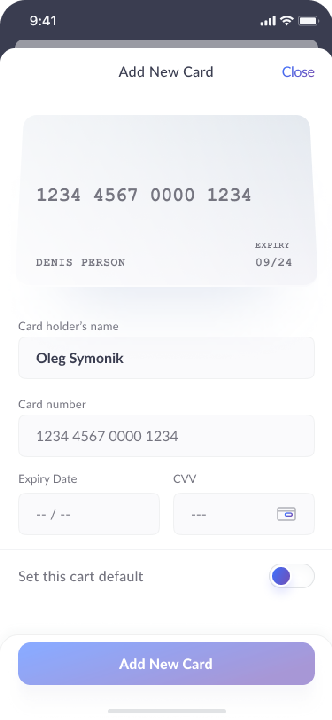 9:41
Add New Card
Close
1234 4567 0000 1234
EXPIRY
DENIS PERSON
09/24
Card holder's name
Oleg Symonik
Card number
1234 4567 0000 1234
Expiry Date
CVV
-- / --
---
Set this cart default
Add New Card